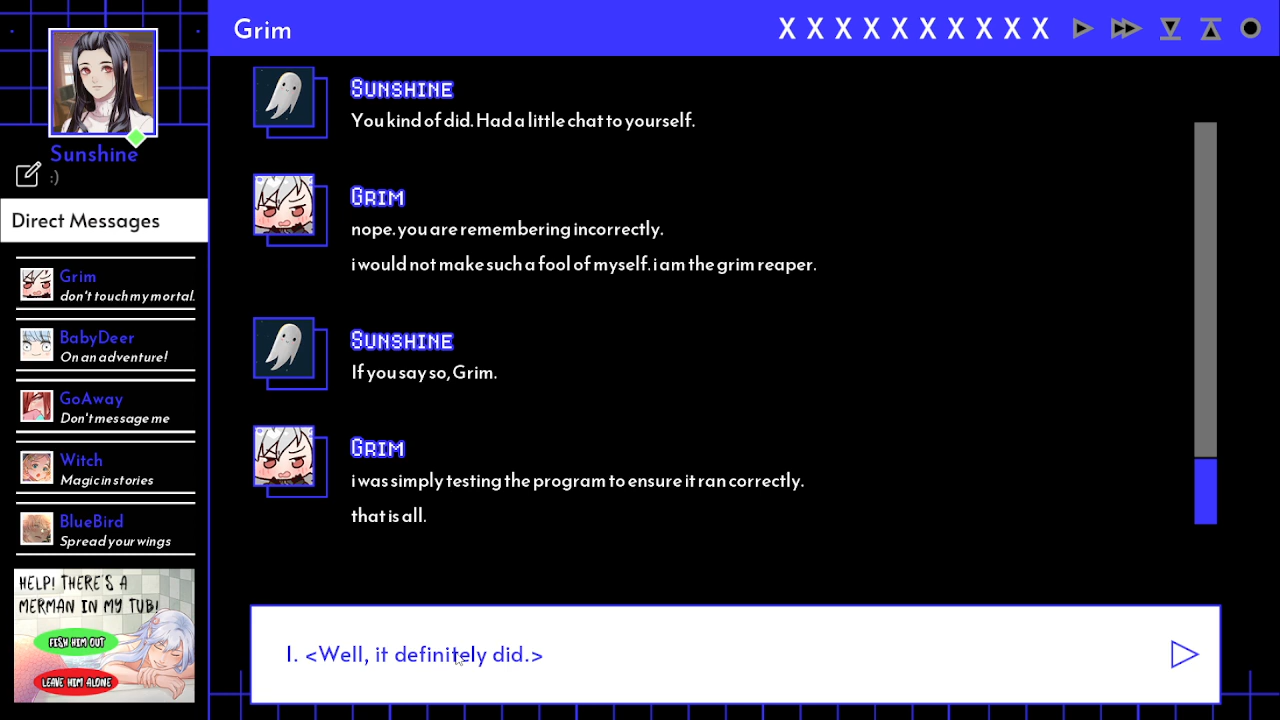 Grim
X X X X X X X X X X
Sunshine
:)
Direct Messages
Grim
don't touch my mortal.
BabyDeer
On an adventure!
GoAway
Don't message me
Witch
Magic in stories
BlueBird
Spread your wings
HELP! THERE'S A
MERMAN IN MY TUB!
FISH HIM OUT
LEAVE HIM ALONE
SUNSHINE
You kind of did. Had a little chat to yourself.
GRIM
nope. you are remembering incorrectly.
i would not make such a fool of myself. i am the grim reaper.
SUNSHINE
If you say so, Grim.
GRIM
i was simply testing the program to ensure it ran correctly.
that is all.
1. <Well, it definitely did.>